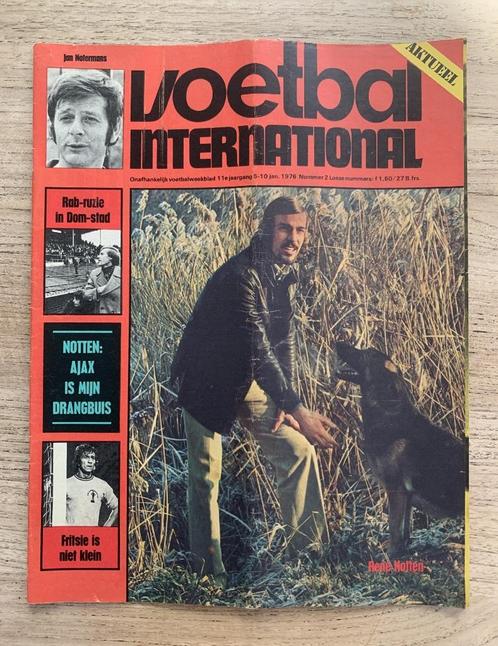 Jan Notermans
voetbal
INTERNATIONAL
AKTUEEL
Onafhankelijk voetbalweekblad 11e jaargang 5-10 jan. 1976 Nummer 2 Losse nummers: f 1,60/27 B. frs.
Rab-ruzie
in Dom-stad
NOTTEN:
AJAX
IS MIJN
DRANGBUIS
Fritsie is
niet klein
René Notten